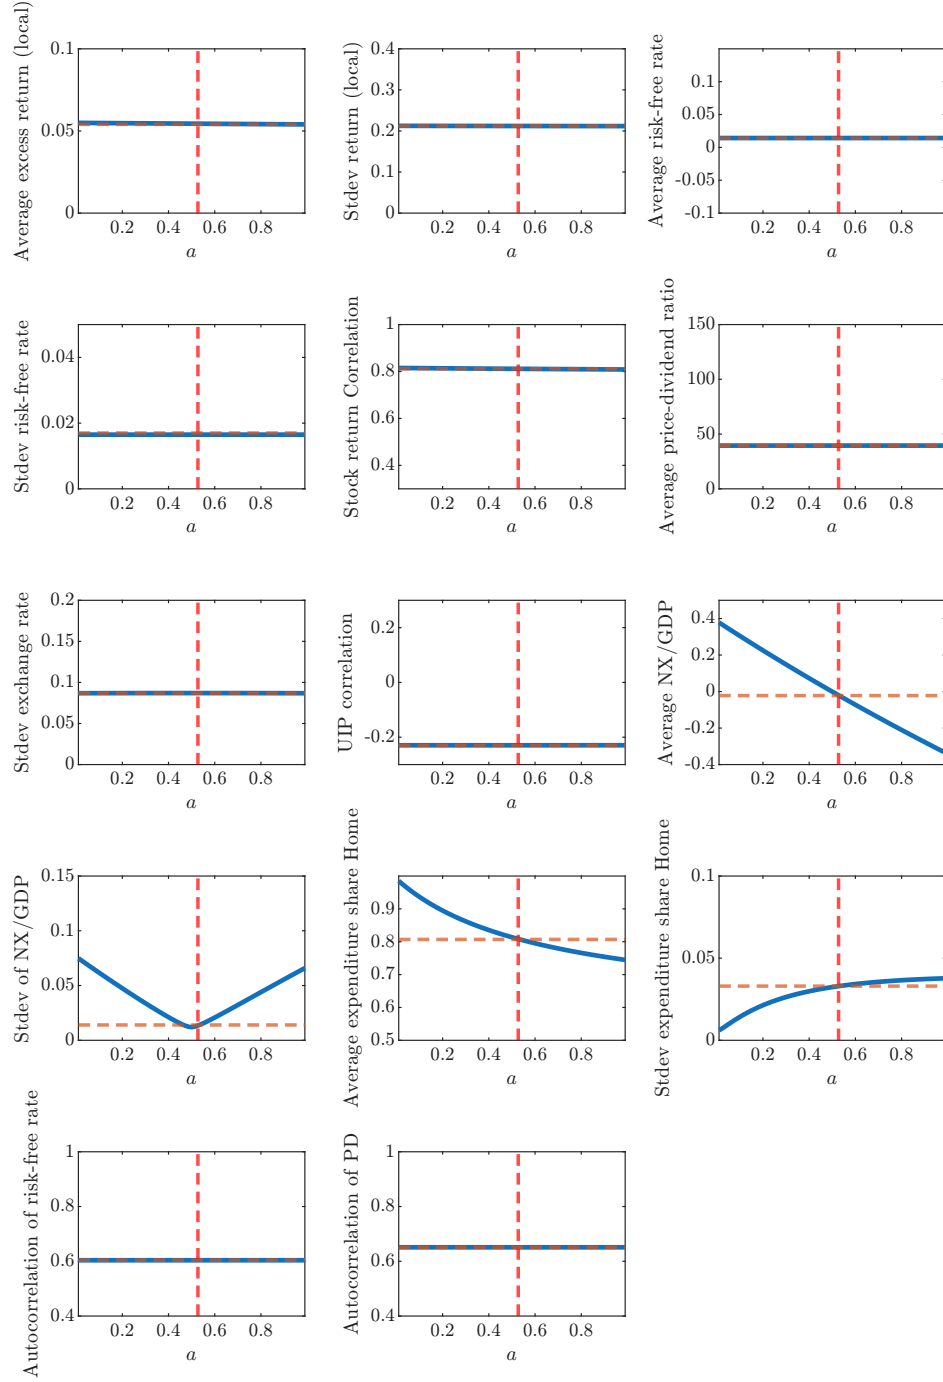 Average excess return (local)
0.1
0.05
0
0.2 0.4 0.6 0.8
a
Stdev return (local)
0.4
0.3
0.2
0.1
0
0.2 0.4 0.6 0.8
a
Average risk-free rate
0.1
0.05
0
-0.05
-0.1
0.2 0.4 0.6 0.8
a
Stdev risk-free rate
0.04
0.02
0
0.2 0.4 0.6 0.8
a
Stock return Correlation
1
0.8
0.6
0.4
0.2 0.4 0.6 0.8
a
Average price-dividend ratio
150
100
50
0
0.2 0.4 0.6 0.8
a
Stdev exchange rate
0.2
0.15
0.1
0.05
0
0.2 0.4 0.6 0.8
a
UIP correlation
0.2
0
-0.2
0.2 0.4 0.6 0.8
a
Average NX/GDP
0.4
0.2
0
-0.2
-0.4
0.2 0.4 0.6 0.8
a
Stdev of NX/GDP
0.15
0.1
0.05
0
0.2 0.4 0.6 0.8
a
Average expenditure share Home
0.9
0.8
0.7
0.6
0.5
0.2 0.4 0.6 0.8
a
Stdev expenditure share Home
0.1
0.05
0
0.2 0.4 0.6 0.8
a
Autocorrelation of risk-free rate
1
0.8
0.6
0.4
0.2 0.4 0.6 0.8
a
Autocorrelation of PD
1
0.8
0.6
0.4
0.2 0.4 0.6 0.8
a